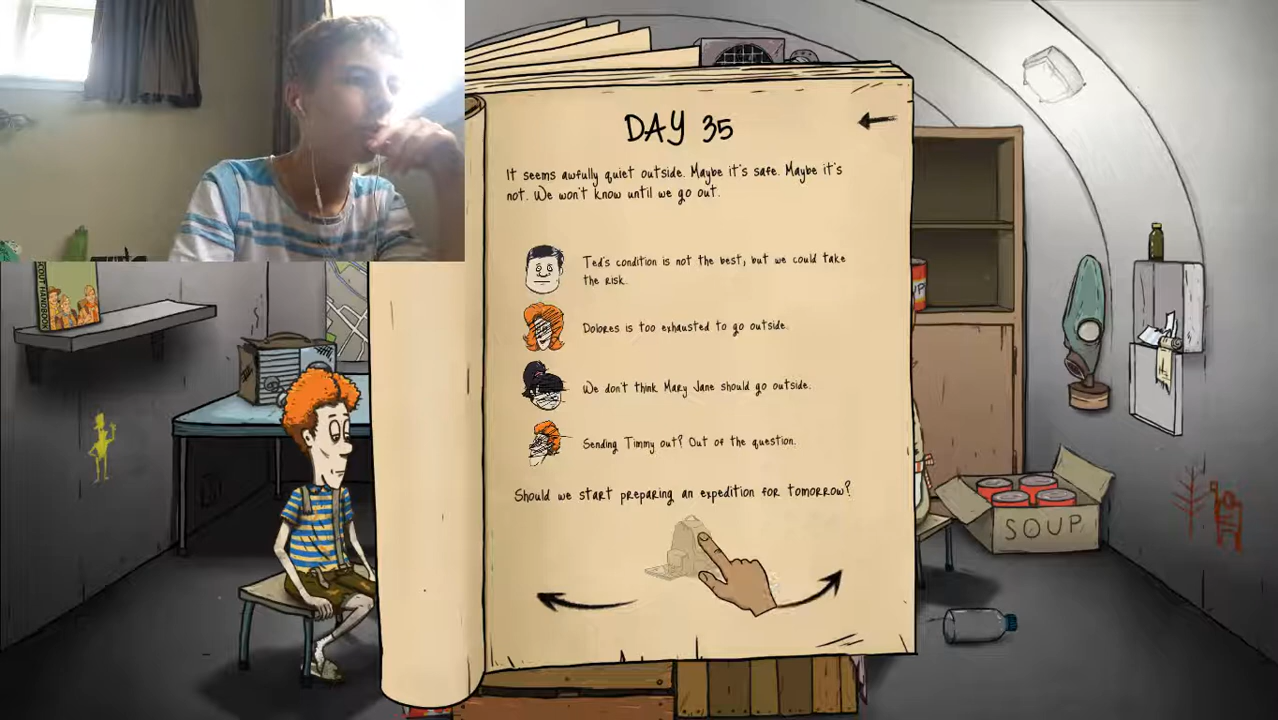 DAY 35
It seems awfully quiet outside. Maybe it's safe. Maybe it's
not. We won't know until we go out.
Ted's condition is not the best, but we could take
the risk.
Dolores is too exhausted to go outside.
We don't think Mary Jane should go outside.
Sending Timmy out? Out of the question.
Should we start preparing an expedition for tomorrow?
SCOUT HANDBOOK
SOUP